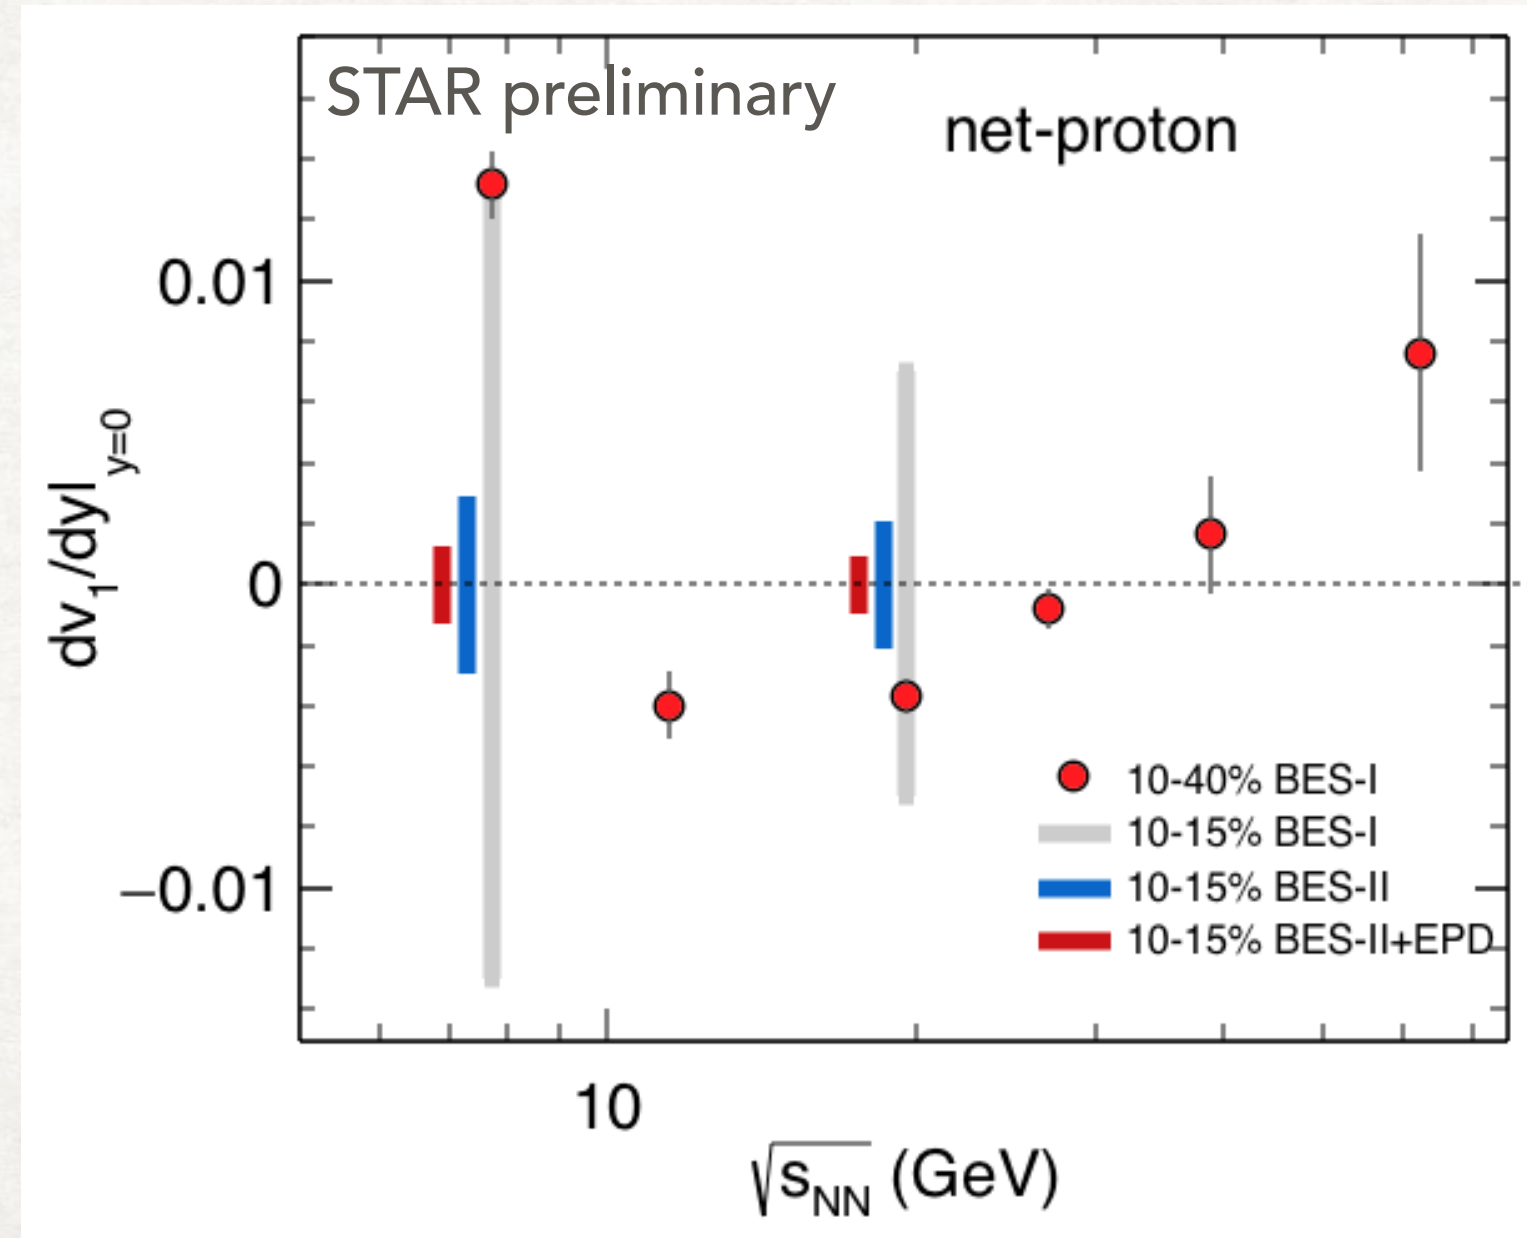 STAR preliminary
net-proton
0.01
0
−0.01
dv1/dy|y=0
10-40% BES-I
10-15% BES-I
10-15% BES-II
10-15% BES-II+EPD
10
√sNN (GeV)